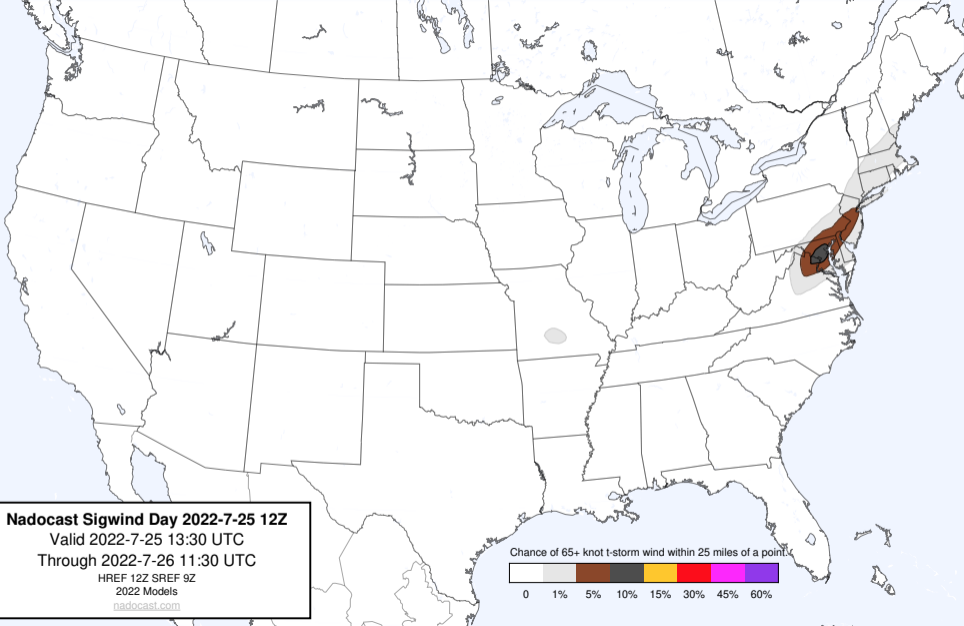 Nadocast Sigwind Day 2022-7-25 12Z
Valid 2022-7-25 13:30 UTC
Through 2022-7-26 11:30 UTC
HREF 12Z SREF 9Z
2022 Models
nadocast.com
Chance of 65+ knot t-storm wind within 25 miles of a point.
0 1% 5% 10% 15% 30% 45% 60%